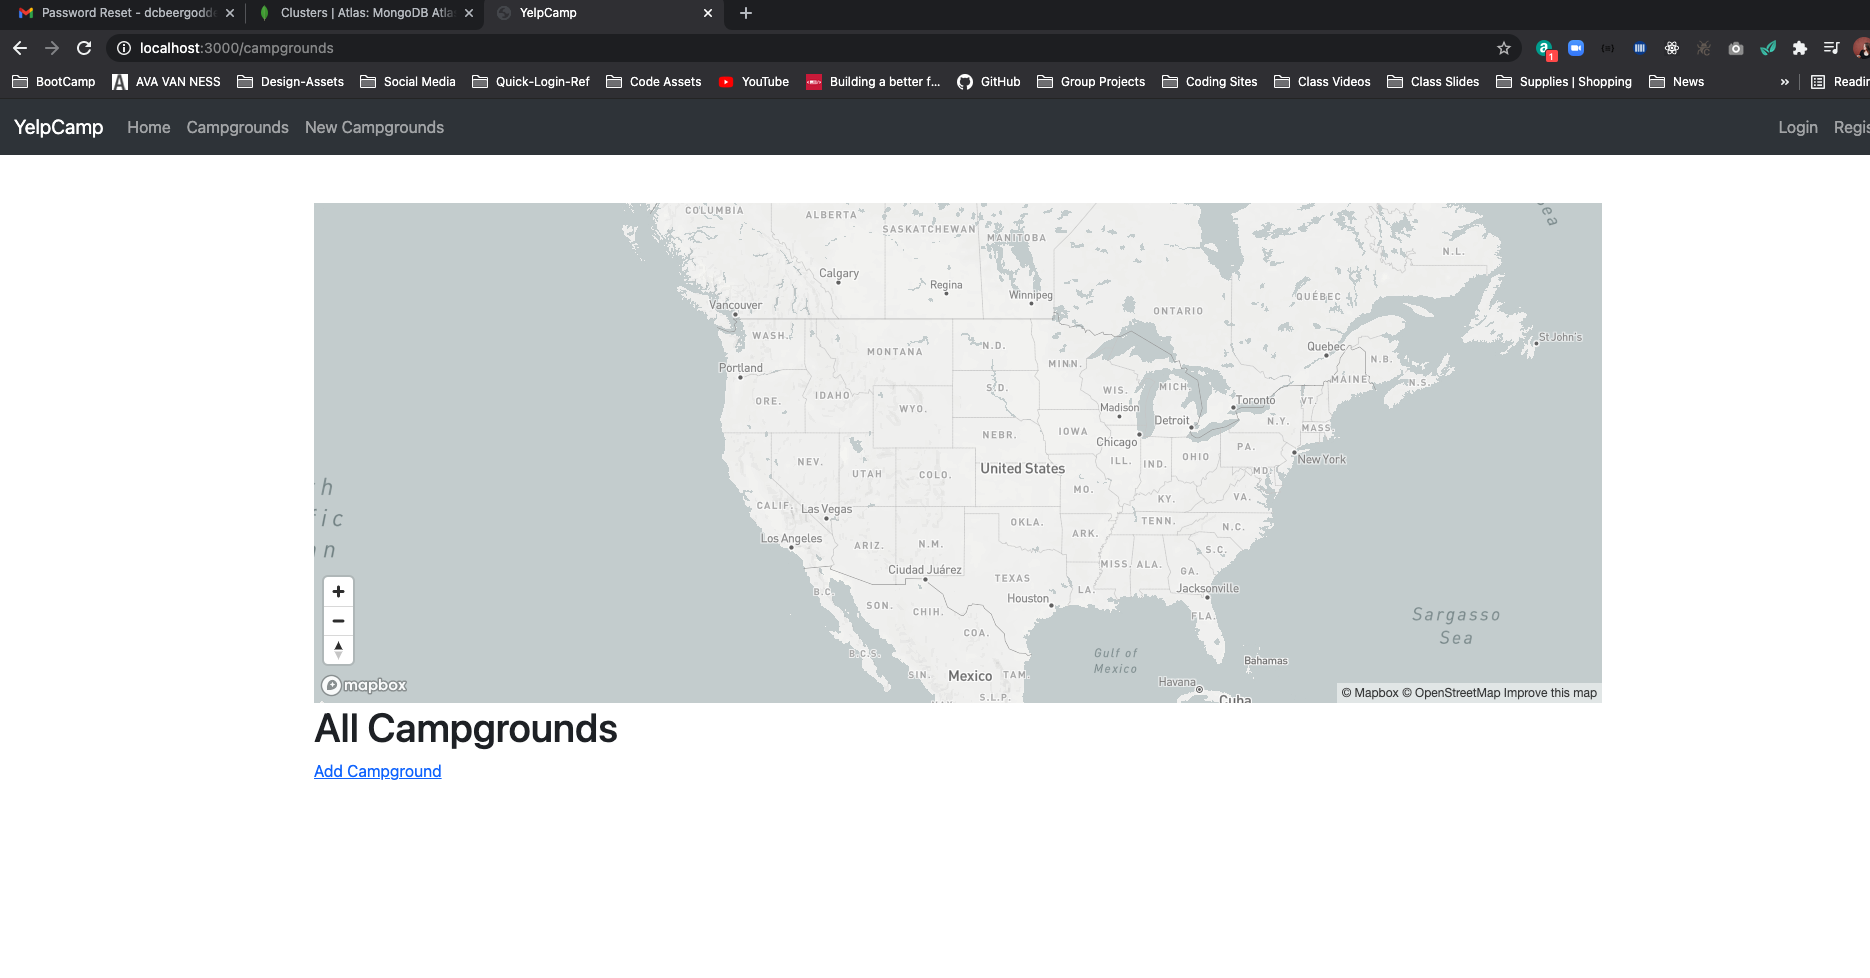 Password Reset - dcbeergodde
Clusters | Atlas: MongoDB Atla
YelpCamp
localhost:3000/campgrounds
1
BootCamp AVA VAN NESS Design-Assets Social Media Quick-Login-Ref Code Assets YouTube Building a better f... GitHub Group Projects Coding Sites Class Videos Class Slides Supplies | Shopping News » Readin
YelpCamp Home Campgrounds New Campgrounds Login Regis
COLUMBIA
ALBERTA
SASKATCHEWAN
MANITOBA
ea
N.L.
Calgary
Regina
Winnipeg
QUÉBEC
Vancouver
ONTARIO
WASH.
St John's
MONTANA
N.D.
Quebec
N.B.
MINN.
Portland
MAINE
N.S.
IDAHO
S.D.
WIS.
MICH.
ORE.
WYO.
Madison
Toronto
VT.
Detroit
N.Y.
MASS.
NEBR.
IOWA
Chicago
PA.
New York
NEV.
UTAH
COLO.
United States
ILL.
IND.
OHIO
MD.
h
MO.
KY.
VA.
CALIF.
Las Vegas
fic
OKLA.
TENN.
N.C.
ARK.
Los Angeles
ARIZ.
N.M.
S.C.
n
MISS.
ALA.
GA.
Ciudad Juárez
TEXAS
B.C.
Houston
LA.
Jacksonville
SON.
CHIH.
FLA.
Sargasso
Sea
COA.
B.C.S.
Gulf of
Mexico
Bahamas
SIN.
Mexico
TAM.
Havana
S.L.P.
Cuba
+
−
mapbox
© Mapbox © OpenStreetMap Improve this map
All Campgrounds
Add Campground